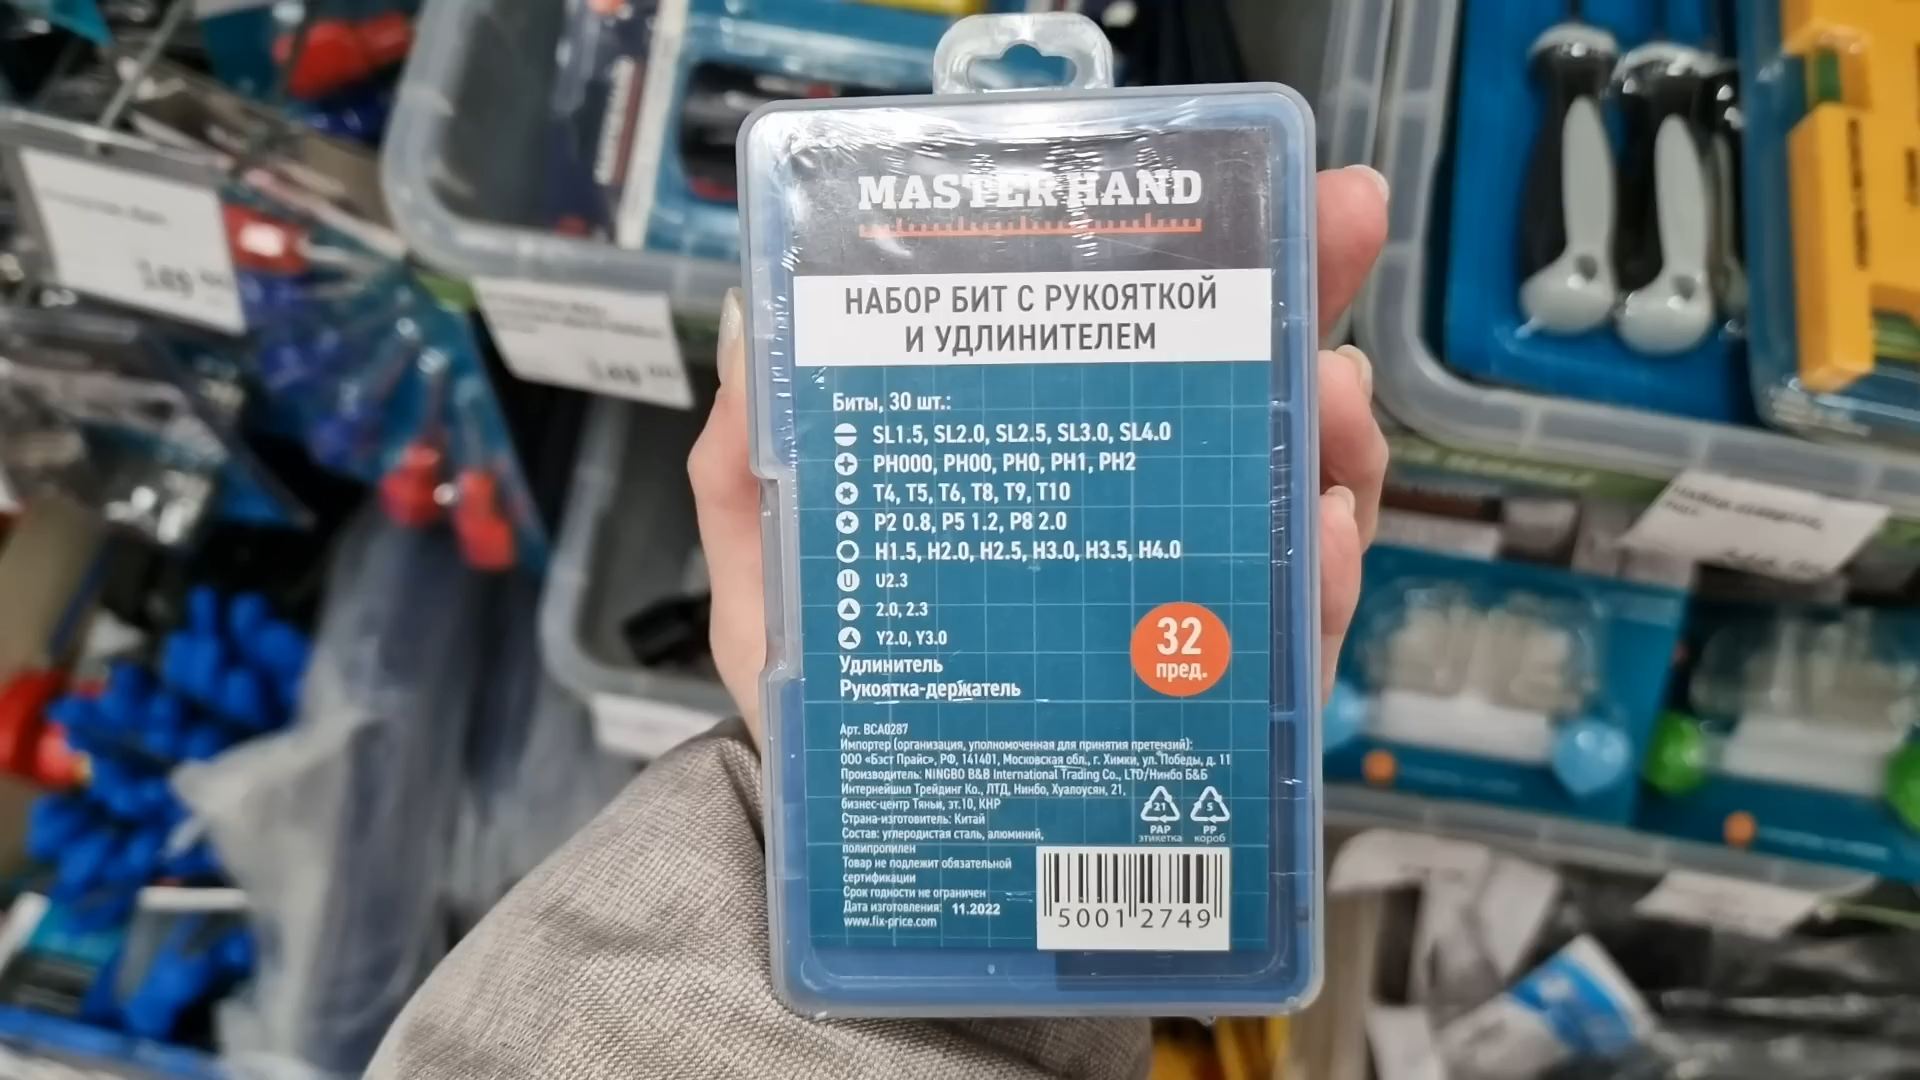 MASTER HAND
НАБОР БИТ С РУКОЯТКОЙ
И УДЛИНИТЕЛЕМ
Биты, 30 шт.:
SL1.5, SL2.0, SL2.5, SL3.0, SL4.0
PH000, PH00, PH0, PH1, PH2
T4, T5, T6, T8, T9, T10
P2 0.8, P5 1.2, P8 2.0
H1.5, H2.0, H2.5, H3.0, H3.5, H4.0
U U2.3
2.0, 2.3
Y2.0, Y3.0
Удлинитель
Рукоятка-держатель
32
пред.
Арт. BCA0287
Импортер (организация, уполномоченная для принятия претензий):
ООО «Бэст Прайс», РФ, 141401, Московская обл., г. Химки, ул. Победы, д. 11
Производитель: NINGBO B&B International Trading Co., LTD/Нинбо Б&Б
Интернейшнл Трейдинг Ко., ЛТД, Нинбо, Хуалоусян, 21,
бизнес-центр Тяньи, эт.10, КНР
Страна-изготовитель: Китай
Состав: углеродистая сталь, алюминий,
полипропилен
Товар не подлежит обязательной
сертификации
Срок годности не ограничен
Дата изготовления: 11.2022
www.fix-price.com
21
PAP
этикетка
5
PP
короб
5001 2749